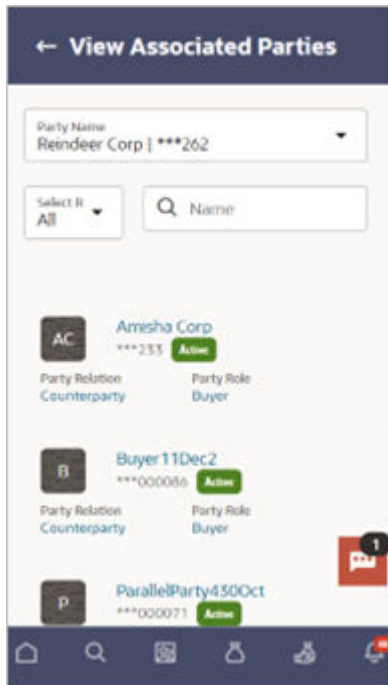 ← View Associated Parties
Party Name
Reindeer Corp | ***262
Select R
All
Name
AC
Amisha Corp
***233 Active
Party Relation Party Role
Counterparty Buyer
B
Buyer11Dec2
***000086 Active
Party Relation Party Role
Counterparty Buyer
1
P
ParallelParty430Oct
***000071 Active